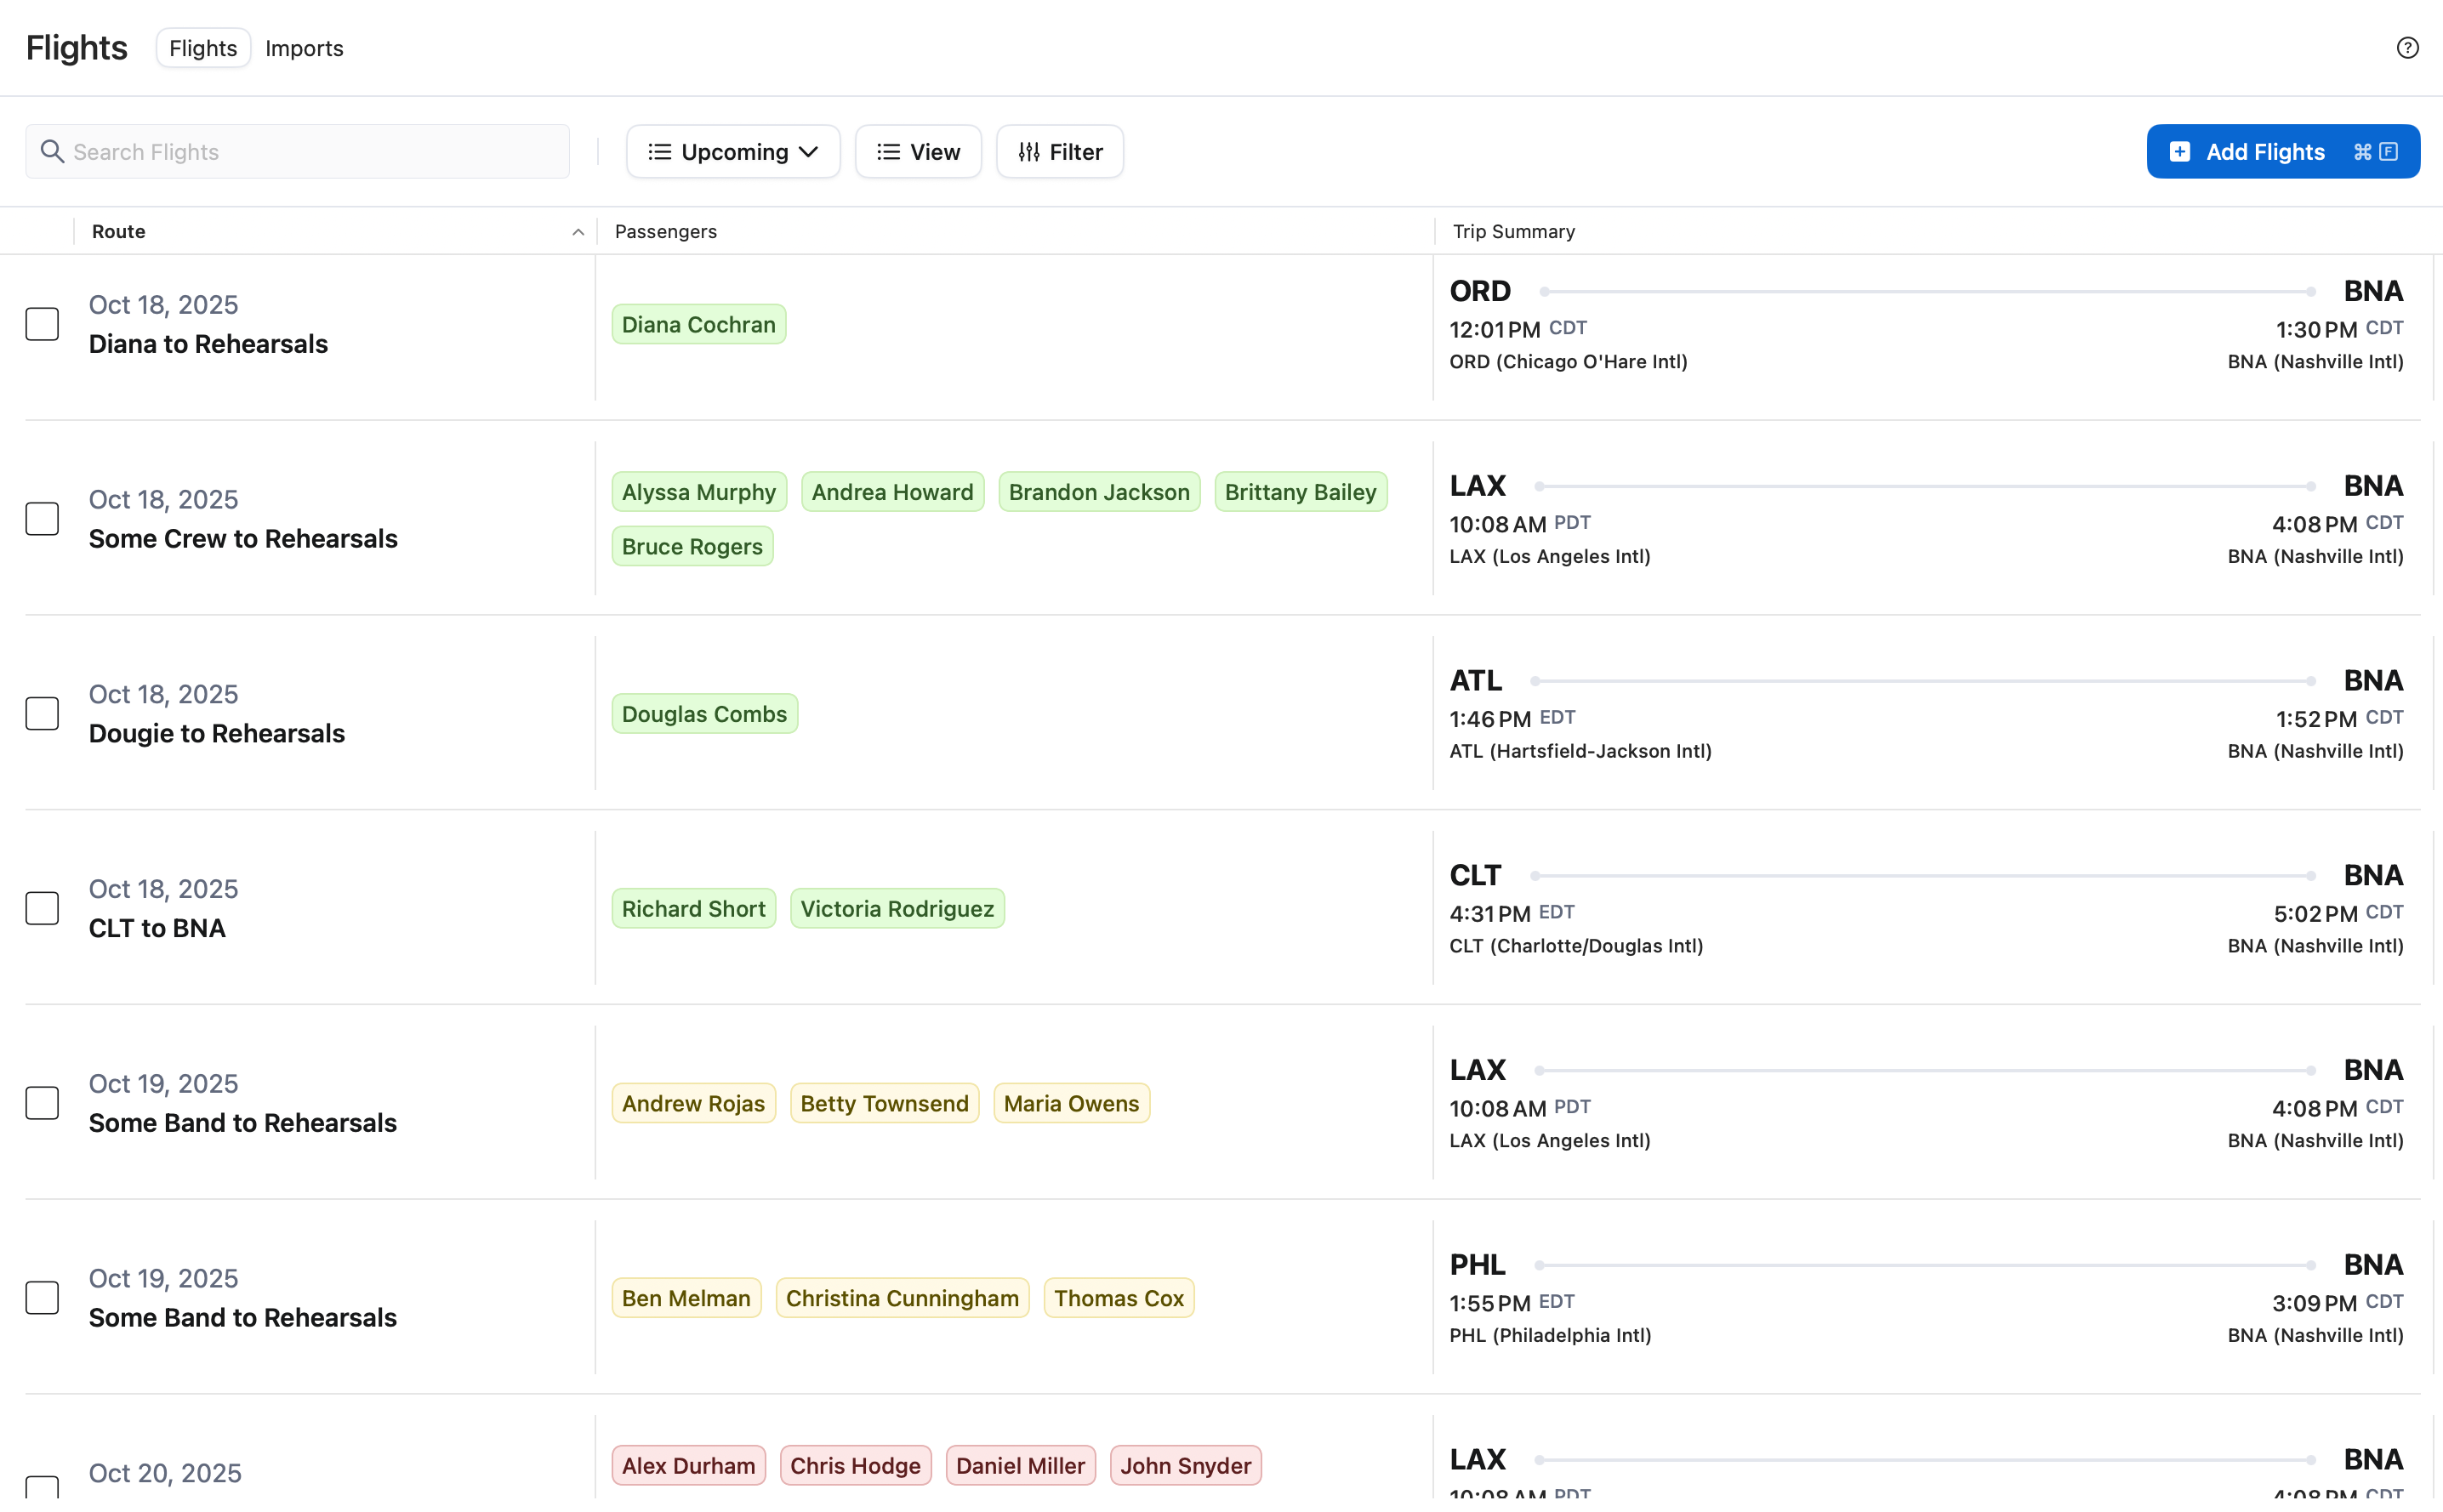 Flights Flights Imports
Search Flights Upcoming View Filter Add Flights ⌘ F
Route Passengers Trip Summary
Oct 18, 2025
Diana to Rehearsals
Diana Cochran
ORD BNA
12:01 PM CDT 1:30 PM CDT
ORD (Chicago O'Hare Intl) BNA (Nashville Intl)
Oct 18, 2025
Some Crew to Rehearsals
Alyssa Murphy Andrea Howard Brandon Jackson Brittany Bailey
Bruce Rogers
LAX BNA
10:08 AM PDT 4:08 PM CDT
LAX (Los Angeles Intl) BNA (Nashville Intl)
Oct 18, 2025
Dougie to Rehearsals
Douglas Combs
ATL BNA
1:46 PM EDT 1:52 PM CDT
ATL (Hartsfield-Jackson Intl) BNA (Nashville Intl)
Oct 18, 2025
CLT to BNA
Richard Short Victoria Rodriguez
CLT BNA
4:31 PM EDT 5:02 PM CDT
CLT (Charlotte/Douglas Intl) BNA (Nashville Intl)
Oct 19, 2025
Some Band to Rehearsals
Andrew Rojas Betty Townsend Maria Owens
LAX BNA
10:08 AM PDT 4:08 PM CDT
LAX (Los Angeles Intl) BNA (Nashville Intl)
Oct 19, 2025
Some Band to Rehearsals
Ben Melman Christina Cunningham Thomas Cox
PHL BNA
1:55 PM EDT 3:09 PM CDT
PHL (Philadelphia Intl) BNA (Nashville Intl)
Oct 20, 2025
Alex Durham Chris Hodge Daniel Miller John Snyder
LAX BNA
10:08 AM PDT 4:08 PM CDT